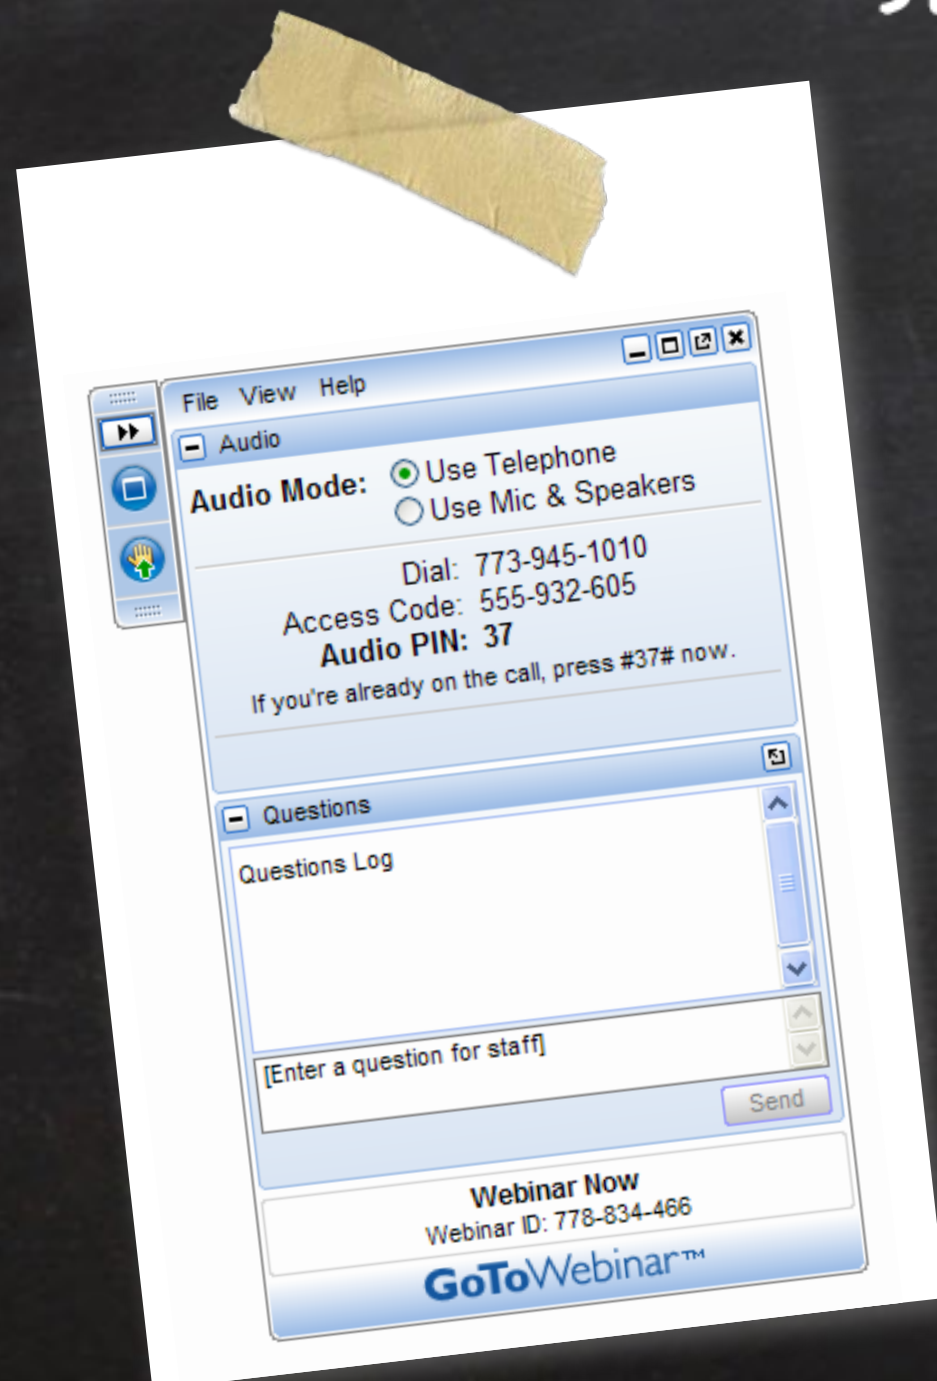 File View Help
Audio
Audio Mode: Use Telephone
Use Mic & Speakers
Dial: 773-945-1010
Access Code: 555-932-605
Audio PIN: 37
If you're already on the call, press #37# now.
Questions
Questions Log
[Enter a question for staff]
Send
Webinar Now
Webinar ID: 778-834-466
GoToWebinar™